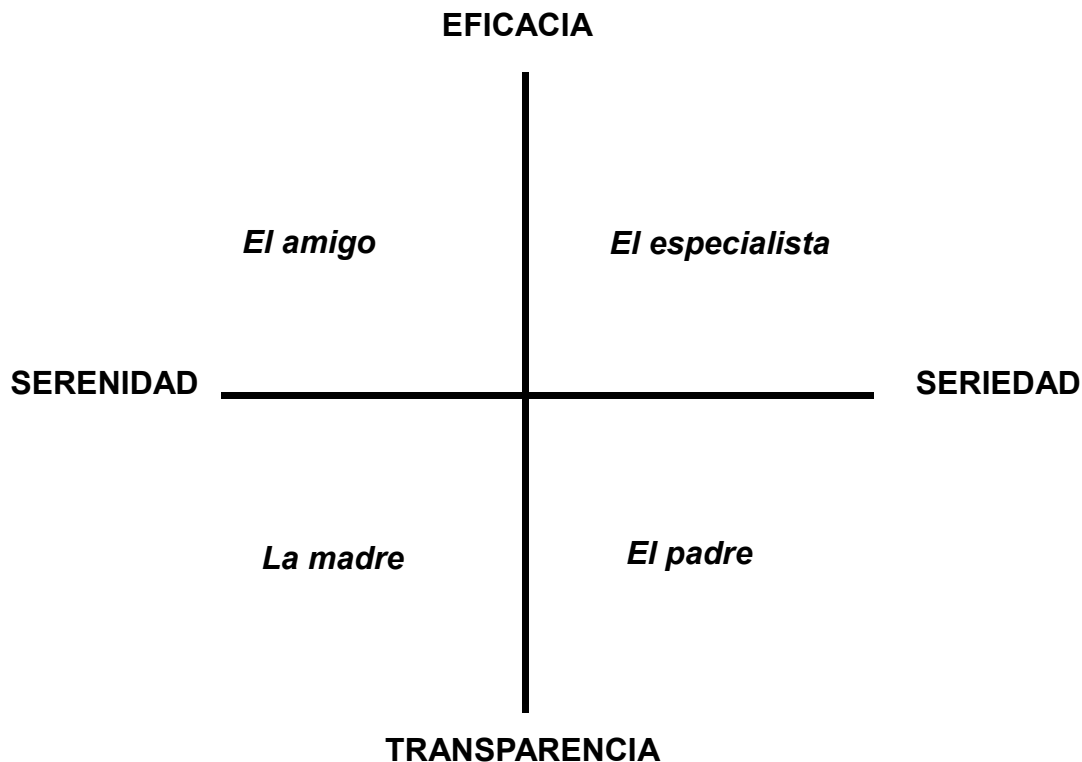 EFICACIA
El amigo
El especialista
SERENIDAD
SERIEDAD
La madre
El padre
TRANSPARENCIA